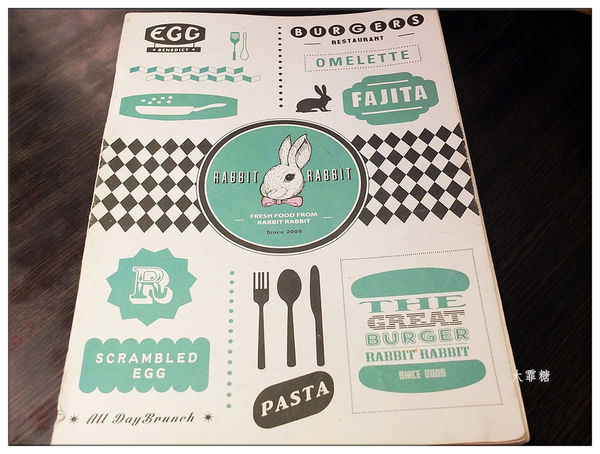 EGG
BENEDICT
BURGERS
RESTAURANT
OMELETTE
FAJITA
RABBIT RABBIT
FRESH FOOD FROM
RABBIT RABBIT
Since 2009
R
SCRAMBLED
EGG
All Day Brunch
PASTA
THE
GREAT
BURGER
RABBIT RABBIT
SINCE 2009
大霏糖